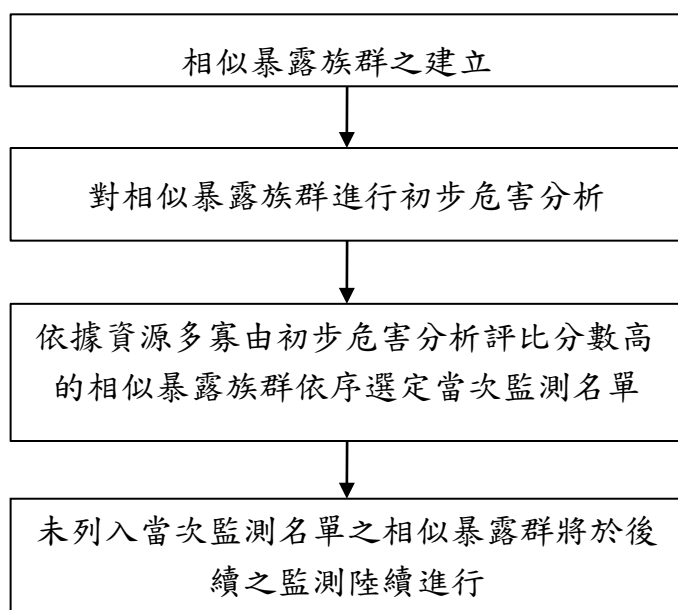 相似暴露族群之建立
對相似暴露族群進行初步危害分析
依據資源多寡由初步危害分析評比分數高
的相似暴露族群依序選定當次監測名單
未列入當次監測名單之相似暴露群將於後
續之監測陸續進行